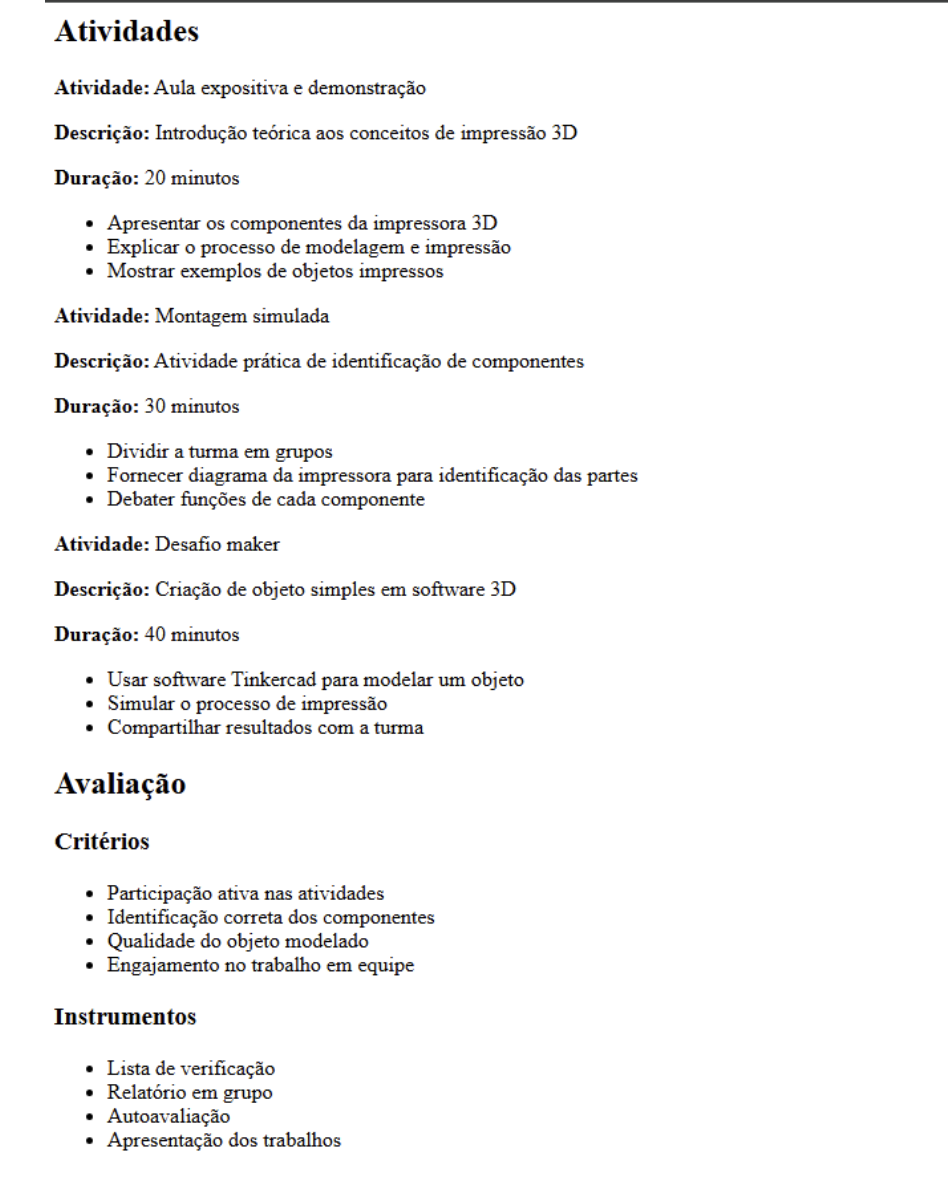 Atividades
Atividade: Aula expositiva e demonstração
Descrição: Introdução teórica aos conceitos de impressão 3D
Duração: 20 minutos
• Apresentar os componentes da impressora 3D
• Explicar o processo de modelagem e impressão
• Mostrar exemplos de objetos impressos
Atividade: Montagem simulada
Descrição: Atividade prática de identificação de componentes
Duração: 30 minutos
• Dividir a turma em grupos
• Fornecer diagrama da impressora para identificação das partes
• Debater funções de cada componente
Atividade: Desafio maker
Descrição: Criação de objeto simples em software 3D
Duração: 40 minutos
• Usar software Tinkercad para modelar um objeto
• Simular o processo de impressão
• Compartilhar resultados com a turma
Avaliação
Critérios
• Participação ativa nas atividades
• Identificação correta dos componentes
• Qualidade do objeto modelado
• Engajamento no trabalho em equipe
Instrumentos
• Lista de verificação
• Relatório em grupo
• Autoavaliação
• Apresentação dos trabalhos